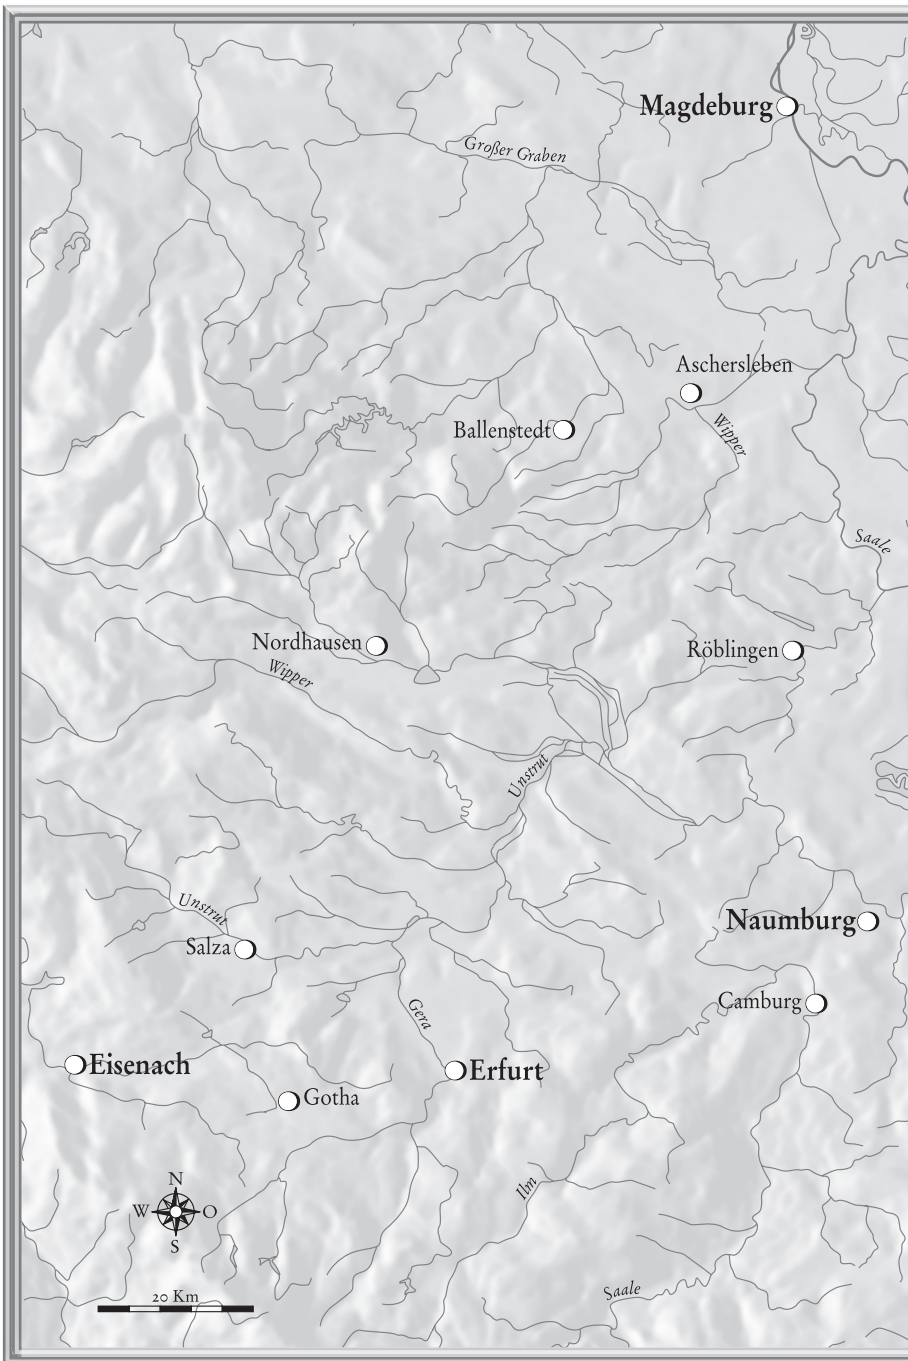 Magdeburg
Großer Graben
Aschersleben
Ballenstedt
Wipper
Saale
Nordhausen
Röblingen
Wipper
Unstrut
Unstrut
Naumburg
Salza
Camburg
Gera
Eisenach
Erfurt
Gotha
N
Ilm
W O
S
Saale
20 Km